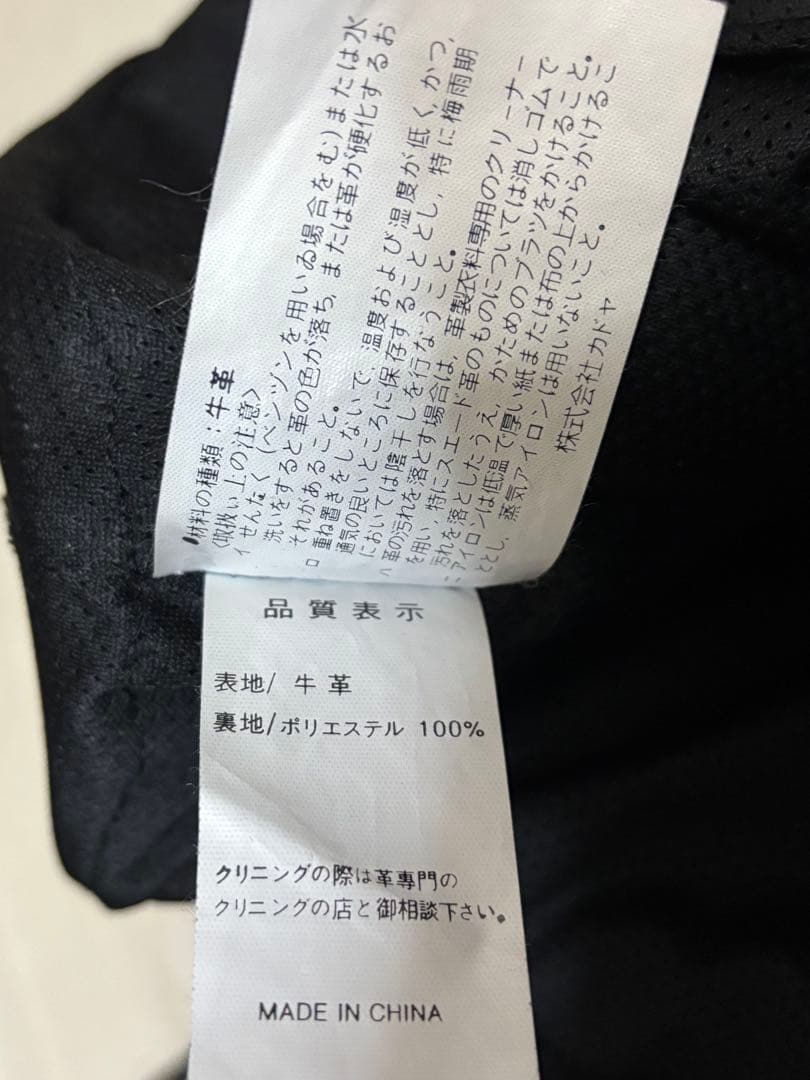 材料の種類：牛革
〈取扱い上の注意〉
イ せんたく（ベンヅンを用いゐ場合をむ）または水
洗いをすると革の色が落ち，または革が硬化するお
それがあること。
ロ 重ね置きをしないで，温度および湿度が低く，かつ，
通気の良いところに保存することとし，特に梅雨期
においては陰干しを行なうこと。
ハ 革の汚れを落とす場合は，革製衣料専用のクリーナー
を用い，特にスエード革のものについては消しゴムで
汚れを落としたうえ，かためのブラツをかけること。
ニ アイロンは低温で厚い紙または布の上からかけるこ
ととし，蒸気アイロンは用いないこと。
株式会社カドヤ
品質表示
表地/ 牛革
裏地/ポリエステル 100%
クリニングの際は革專門の
クリニングの店と御相談下さい。
MADE IN CHINA